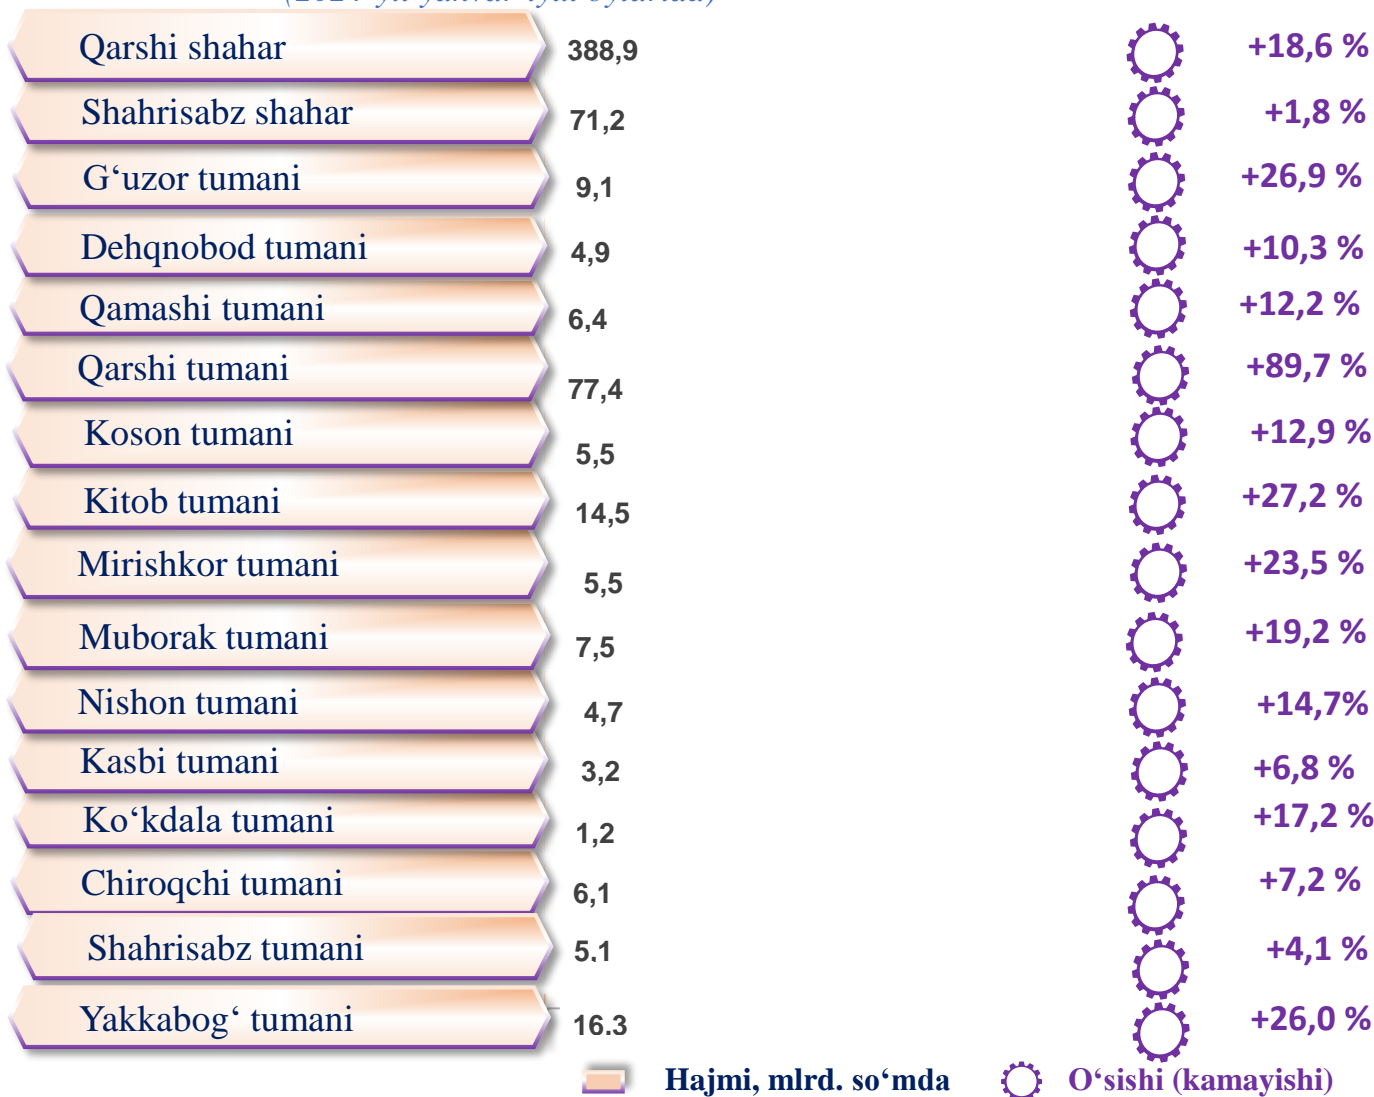 Qarshi shahar 388,9 +18,6 %
Shahrisabz shahar 71,2 +1,8 %
G‘uzor tumani 9,1 +26,9 %
Dehqnobod tumani 4,9 +10,3 %
Qamashi tumani 6,4 +12,2 %
Qarshi tumani 77,4 +89,7 %
Koson tumani 5,5 +12,9 %
Kitob tumani 14,5 +27,2 %
Mirishkor tumani 5,5 +23,5 %
Muborak tumani 7,5 +19,2 %
Nishon tumani 4,7 +14,7%
Kasbi tumani 3,2 +6,8 %
Ko‘kdala tumani 1,2 +17,2 %
Chiroqchi tumani 6,1 +7,2 %
Shahrisabz tumani 5.1 +4,1 %
Yakkabog‘ tumani 16.3 +26,0 %
Hajmi, mlrd. so‘mda O‘sishi (kamayishi)